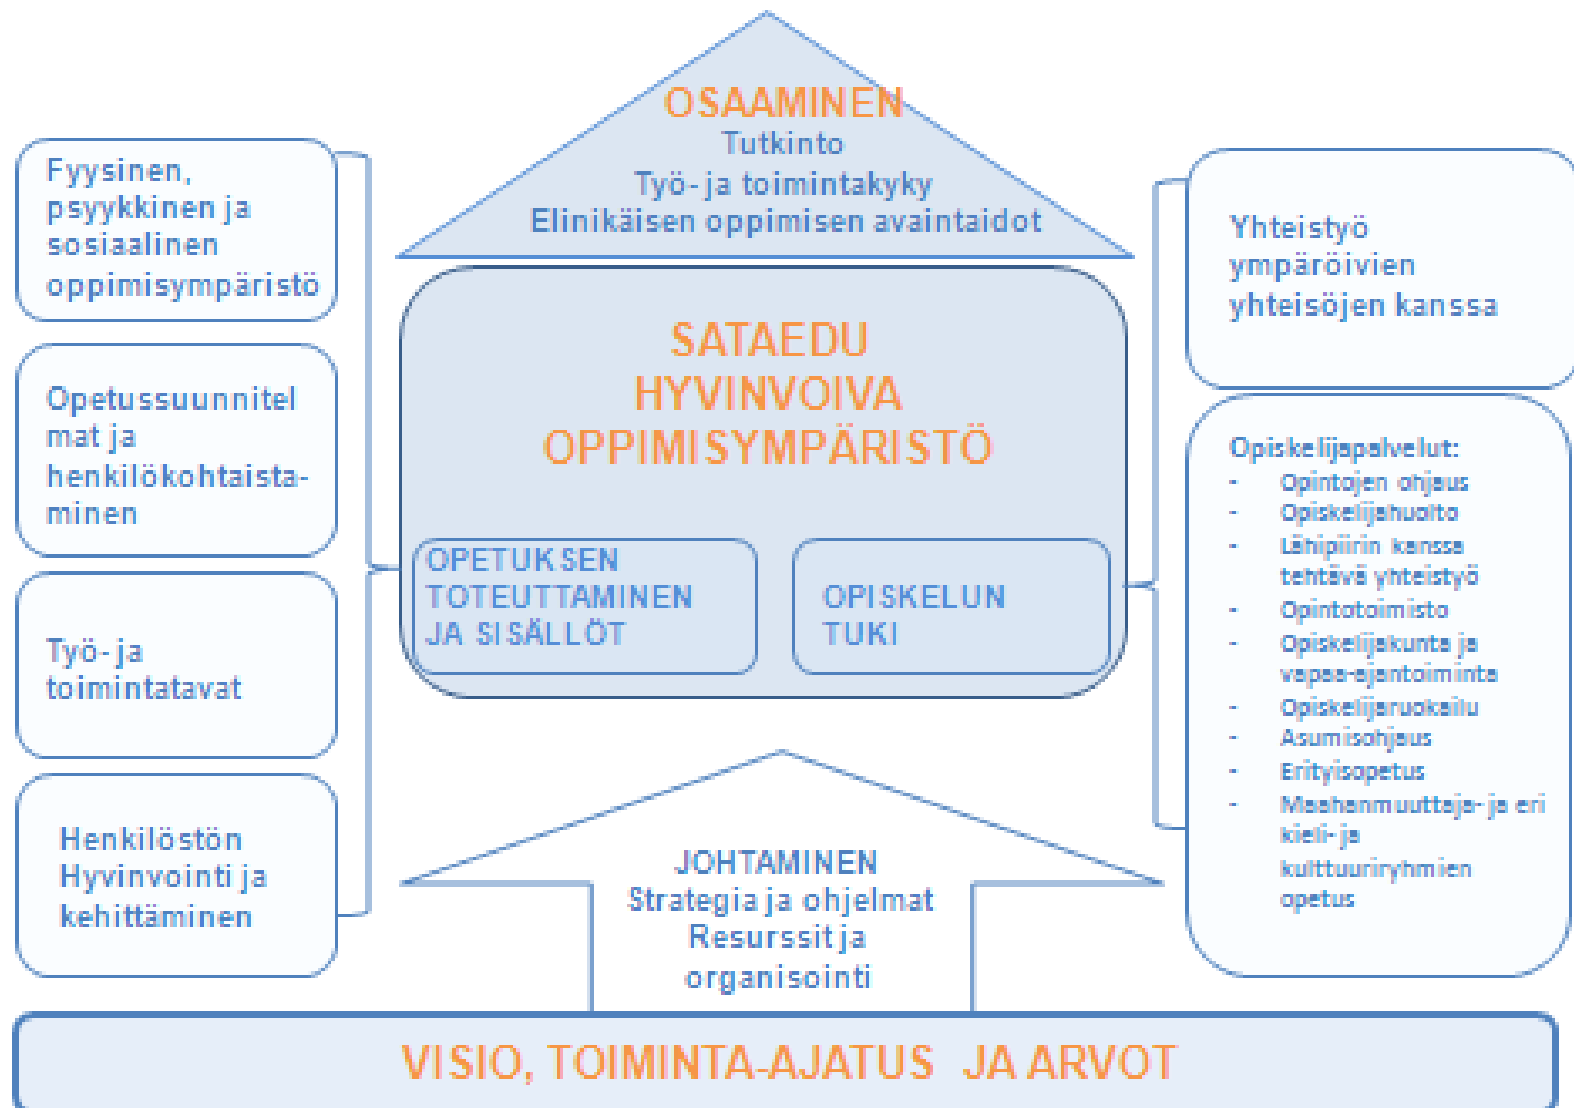 OSAAMINEN
Tutkinto
Työ- ja toimintakyky
Elinikäisen oppimisen avaintaidot
Fyysinen,
psyykkinen ja
sosiaalinen
oppimisympäristö
Opetussuunnitel
mat ja
henkilökohtaista-
minen
Työ- ja
toimintatavat
Henkilöstön
Hyvinvointi ja
kehittäminen
SATAEDU
HYVINVOIVA
OPPIMISYMPÄRISTÖ
OPETUKSEN
TOTEUTTAMINEN
JA SISÄLLÖT
OPISKELUN
TUKI
Yhteistyö
ympäröivien
yhteisöjen kanssa
Opiskelijapalvelut:
- Opintojen ohjaus
- Opiskelijahuolto
- Lähipiirin kanssa
tehtävä yhteistyö
- Opintotoimisto
- Opiskelijakunta ja
vapaa-ajantoiminta
- Opiskelijaruokailu
- Asumisohjaus
- Erityisopetus
- Maahanmuuttaja- ja eri
kieli- ja
kulttuuriryhmien
opetus
JOHTAMINEN
Strategia ja ohjelmat
Resurssit ja
organisointi
VISIO, TOIMINTA-AJATUS JA ARVOT